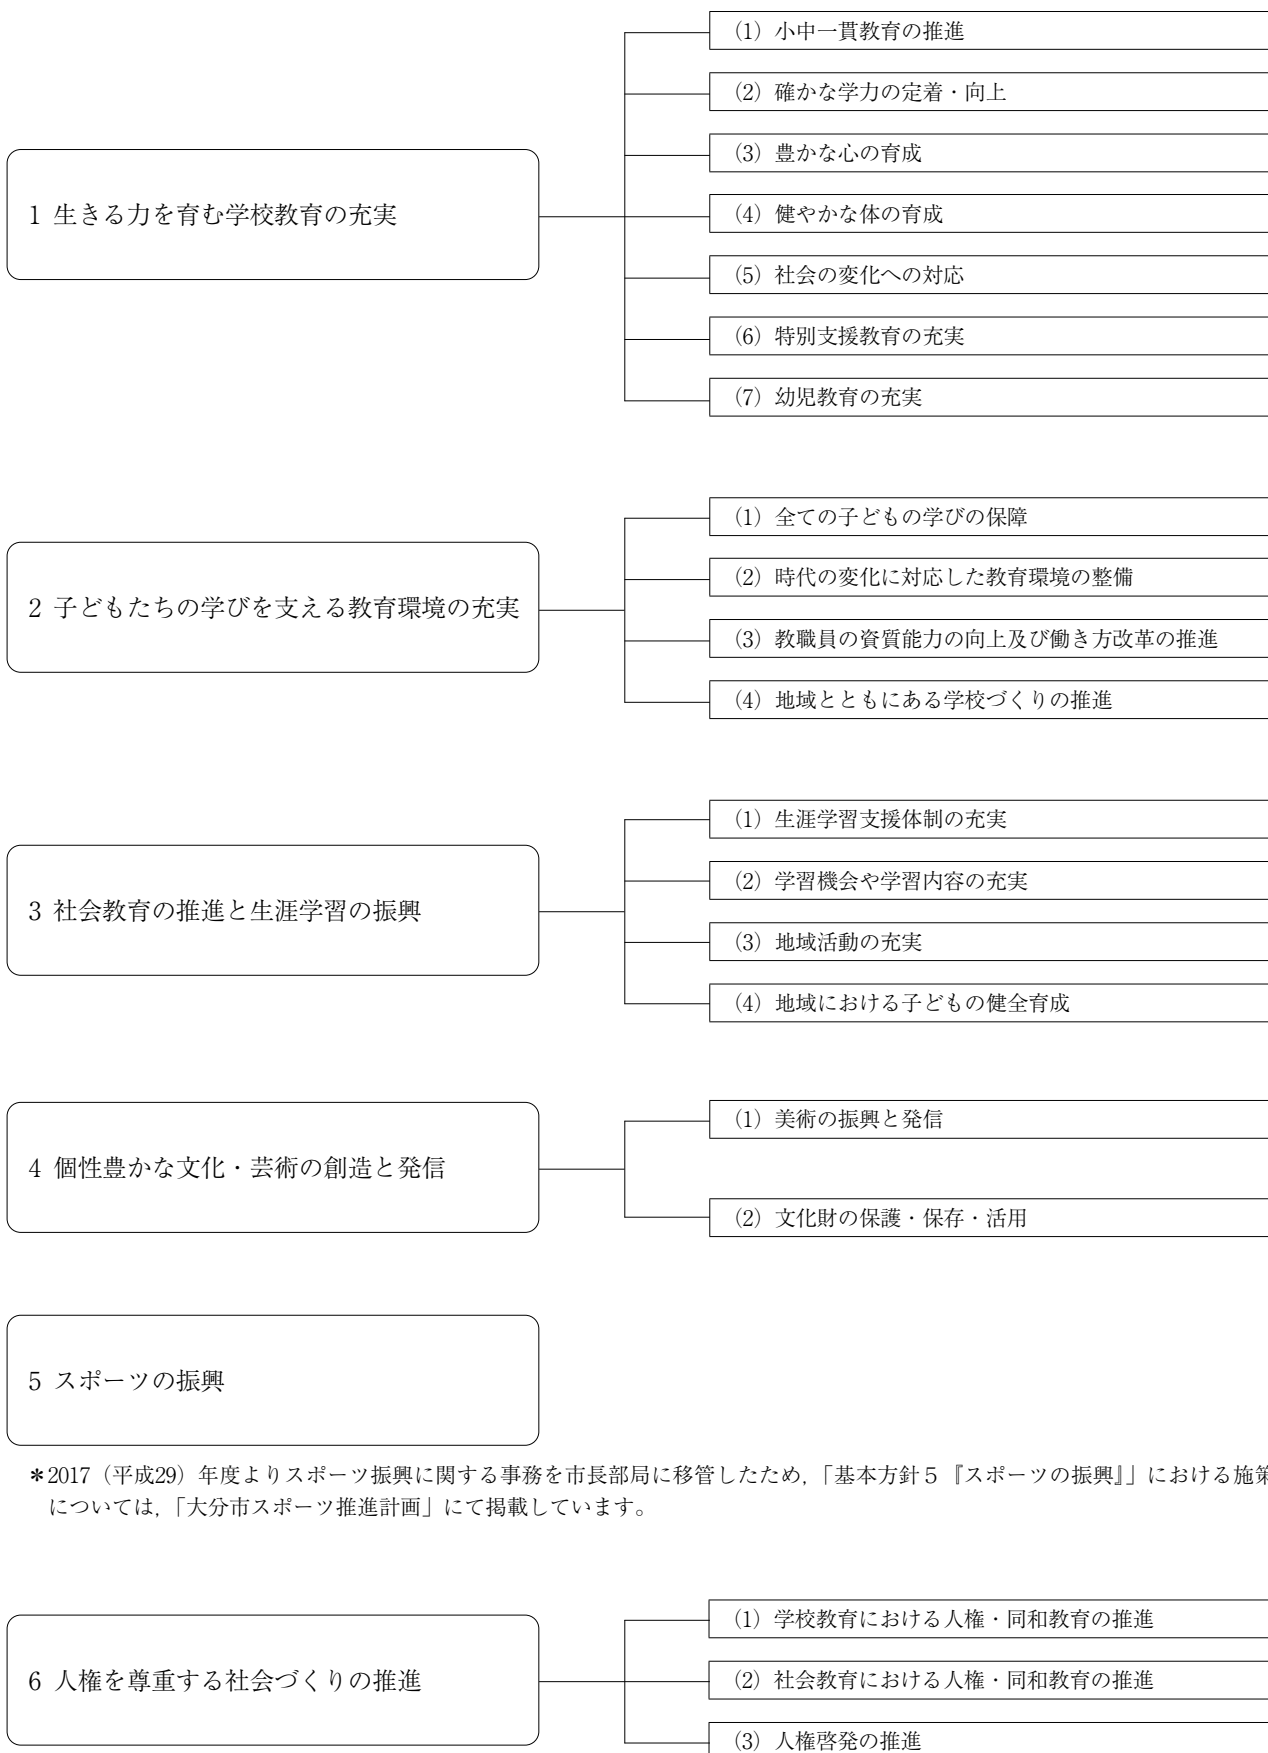 1 生きる力を育む学校教育の充実
(1) 小中一貫教育の推進
(2) 確かな学力の定着・向上
(3) 豊かな心の育成
(4) 健やかな体の育成
(5) 社会の変化への対応
(6) 特別支援教育の充実
(7) 幼児教育の充実
2 子どもたちの学びを支える教育環境の充実
(1) 全ての子どもの学びの保障
(2) 時代の変化に対応した教育環境の整備
(3) 教職員の資質能力の向上及び働き方改革の推進
(4) 地域とともにある学校づくりの推進
3 社会教育の推進と生涯学習の振興
(1) 生涯学習支援体制の充実
(2) 学習機会や学習内容の充実
(3) 地域活動の充実
(4) 地域における子どもの健全育成
4 個性豊かな文化・芸術の創造と発信
(1) 美術の振興と発信
(2) 文化財の保護・保存・活用
5 スポーツの振興
＊2017（平成29）年度よりスポーツ振興に関する事務を市長部局に移管したため,「基本方針５『スポーツの振興』」における施策
については,「大分市スポーツ推進計画」にて掲載しています。
6 人権を尊重する社会づくりの推進
(1) 学校教育における人権・同和教育の推進
(2) 社会教育における人権・同和教育の推進
(3) 人権啓発の推進